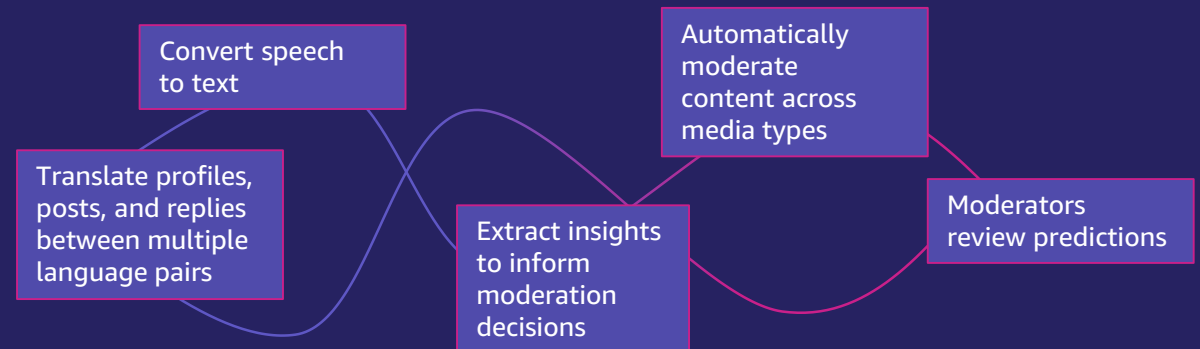 Convert speech
to text
Translate profiles,
posts, and replies
between multiple
language pairs
Extract insights
to inform
moderation
decisions
Automatically
moderate
content across
media types
Moderators
review predictions